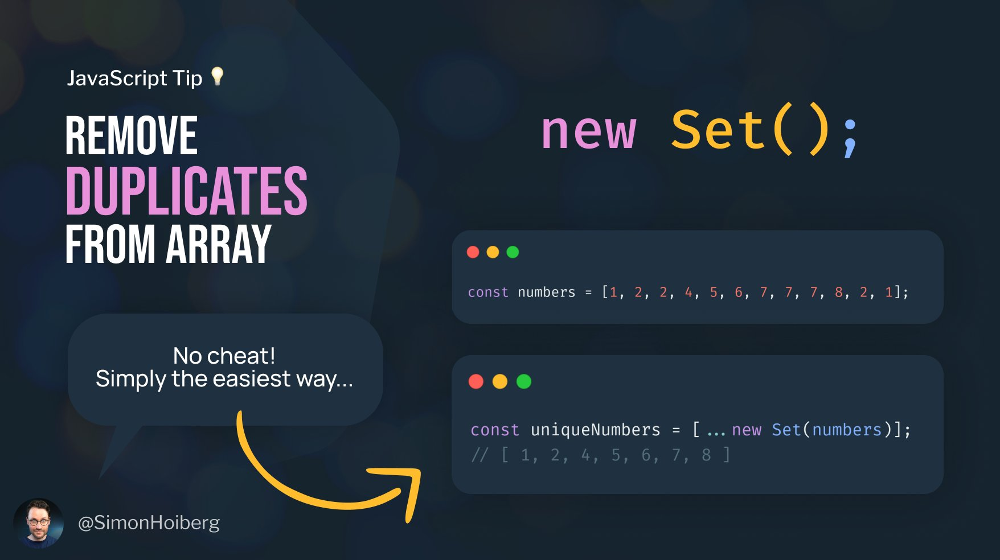 JavaScript Tip 💡
REMOVE
DUPLICATES
FROM ARRAY
No cheat!
Simply the easiest way...
@SimonHoiberg
new Set();
const numbers = [1, 2, 2, 4, 5, 6, 7, 7, 7, 8, 2, 1];
const uniqueNumbers = [...new Set(numbers)];
// [ 1, 2, 4, 5, 6, 7, 8 ]